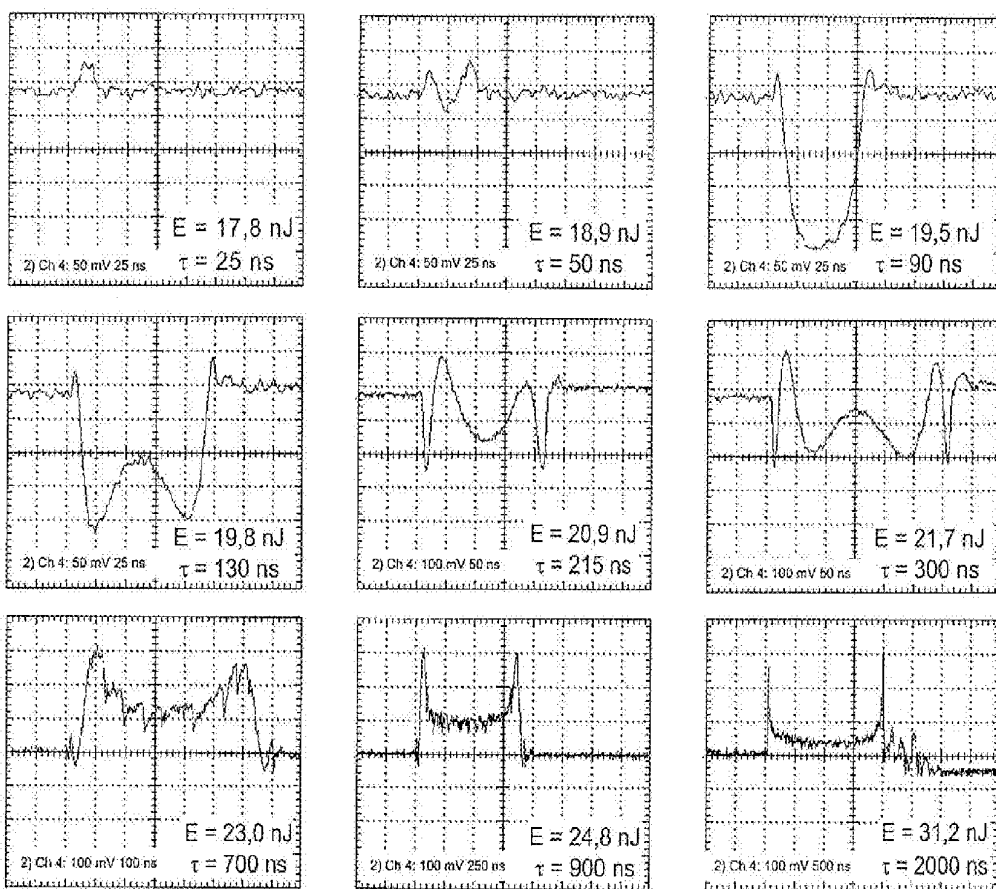 E = 17,8 nJ
2) Ch 4: 50 mV 25 ns
τ = 25 ns
E = 18,9 nJ
2) Ch 4: 50 mV 25 ns
τ = 50 ns
E = 19,5 nJ
2) Ch 4: 50 mV 25 ns
τ = 90 ns
E = 19,8 nJ
2) Ch 4: 50 mV 25 ns
τ = 130 ns
E = 20,9 nJ
2) Ch 4: 100 mV 50 ns
τ = 215 ns
E = 21,7 nJ
2) Ch 4: 100 mV 50 ns
τ = 300 ns
E = 23,0 nJ
2) Ch 4: 100 mV 100 ns
τ = 700 ns
E = 24,8 nJ
2) Ch 4: 100 mV 250 ns
τ = 900 ns
E = 31,2 nJ
2) Ch 4: 100 mV 500 ns
τ = 2000 ns